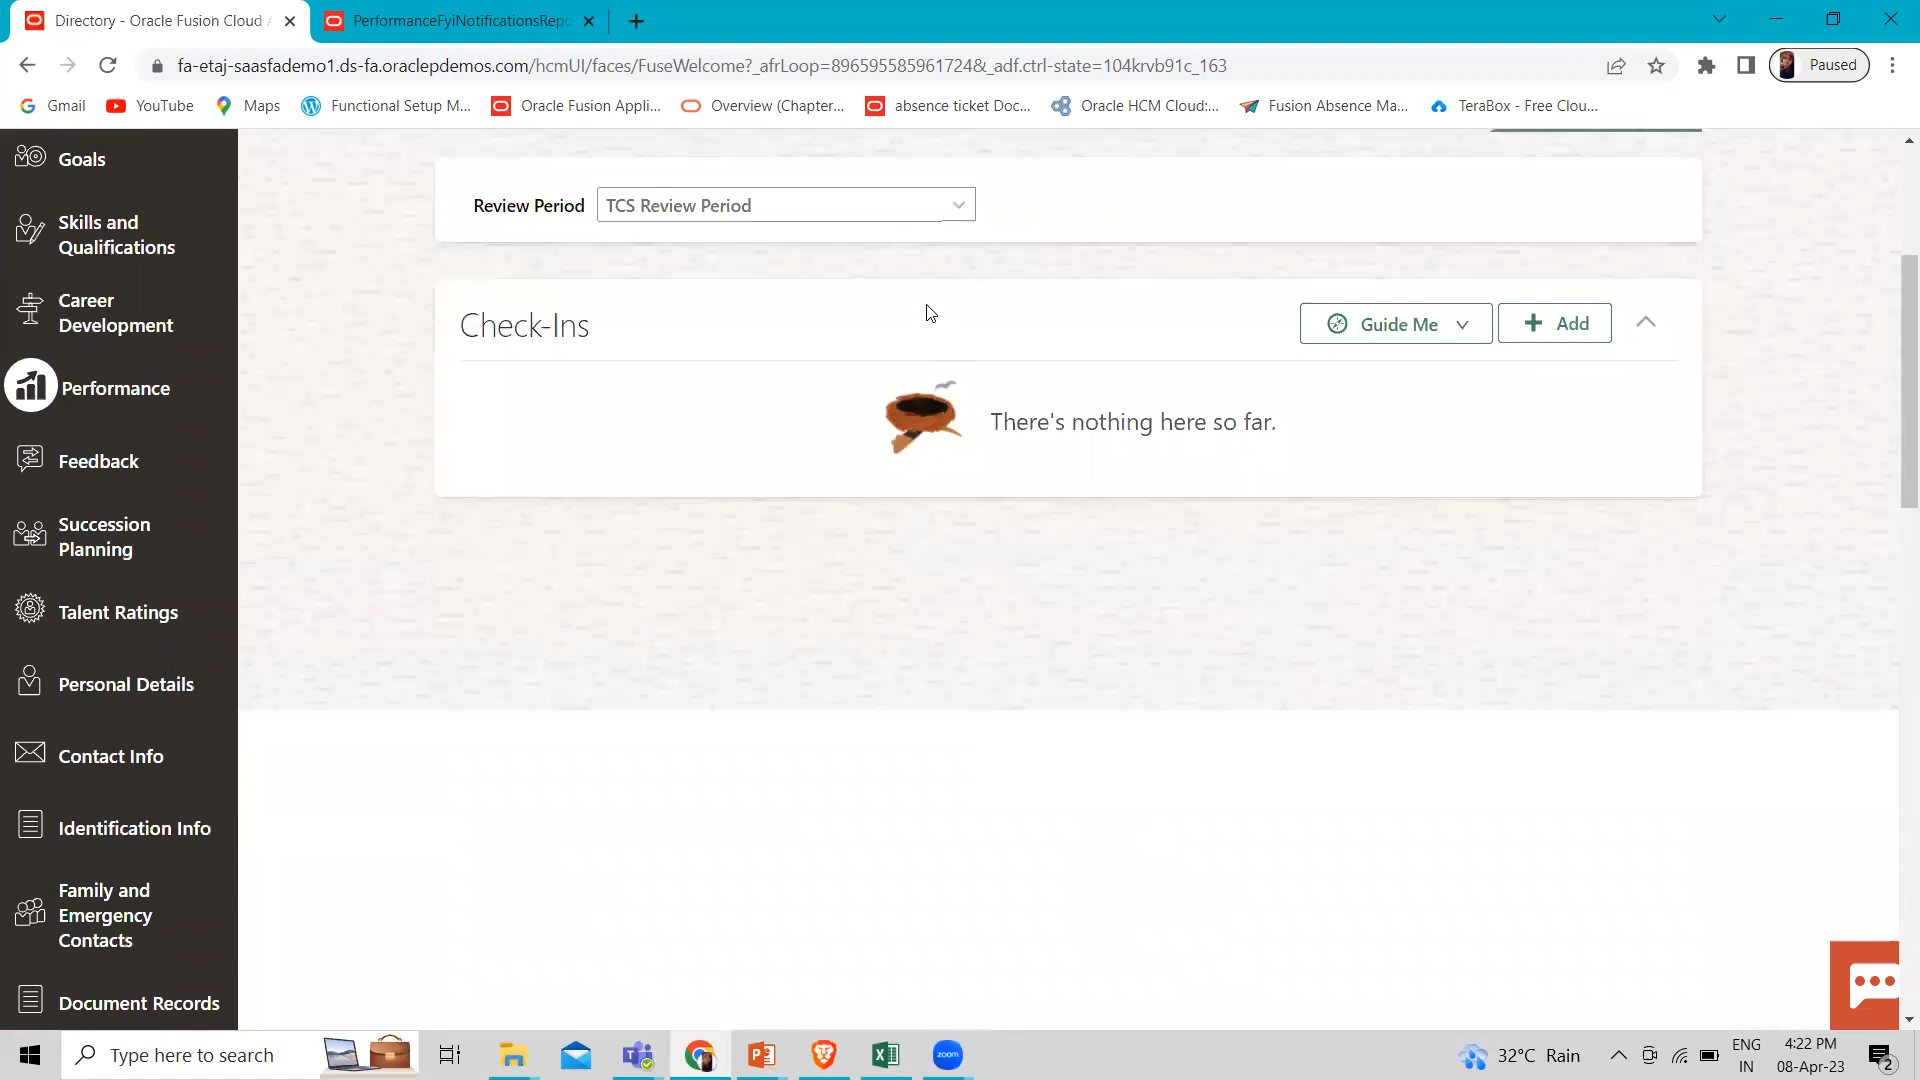 Directory - Oracle Fusion Cloud A
PerformanceFyiNotificationsRepo
fa-etaj-saasfademo1.ds-fa.oraclepdemos.com/hcmUI/faces/FuseWelcome?_afrLoop=896595585961724&_adf.ctrl-state=104krvb91c_163
Paused
Gmail
YouTube
Maps
Functional Setup M...
Oracle Fusion Appli...
Overview (Chapter...
absence ticket Doc...
Oracle HCM Cloud:...
Fusion Absence Ma...
TeraBox - Free Clou...
Goals
Skills and
Qualifications
Career
Development
Performance
Feedback
Succession
Planning
Talent Ratings
Personal Details
Contact Info
Identification Info
Family and
Emergency
Contacts
Document Records
Review Period
TCS Review Period
Check-Ins
Guide Me
Add
There's nothing here so far.
Type here to search
zoom
32°C Rain
ENG
IN
4:22 PM
08-Apr-23
2